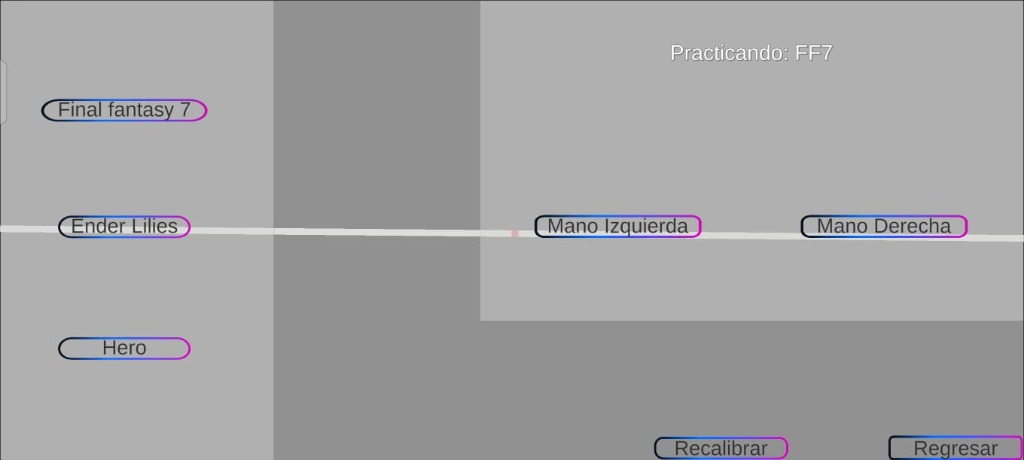 Practicando: FF7
Final fantasy 7
Ender Lilies
Mano Izquierda
Mano Derecha
Hero
Recalibrar
Regresar